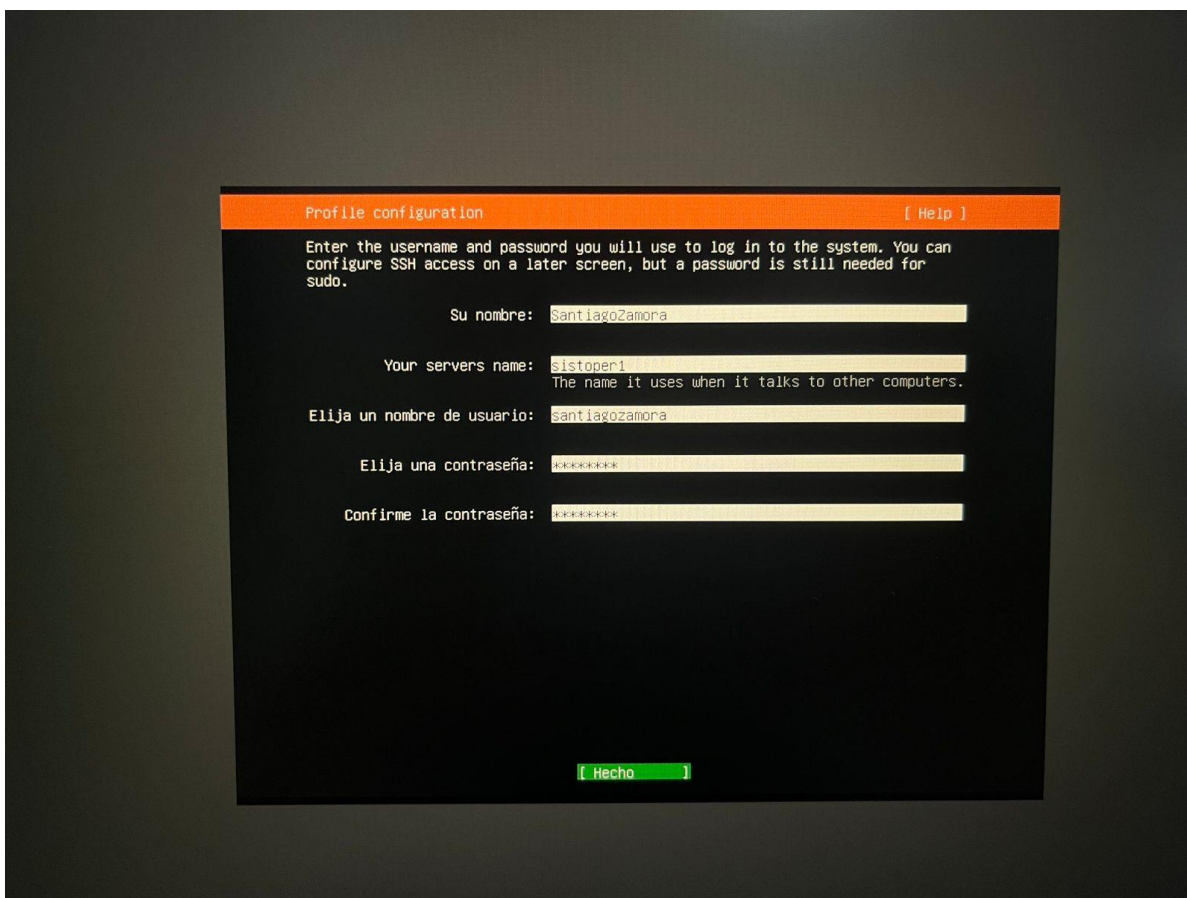 Profile configuration [ Help ]
Enter the username and password you will use to log in to the system. You can
configure SSH access on a later screen, but a password is still needed for
sudo.
Su nombre: SantiagoZamora
Your servers name: sistoper1
The name it uses when it talks to other computers.
Elija un nombre de usuario: santiagozamora
Elija una contraseña: ********
Confirme la contraseña: ********
[ Hecho ]